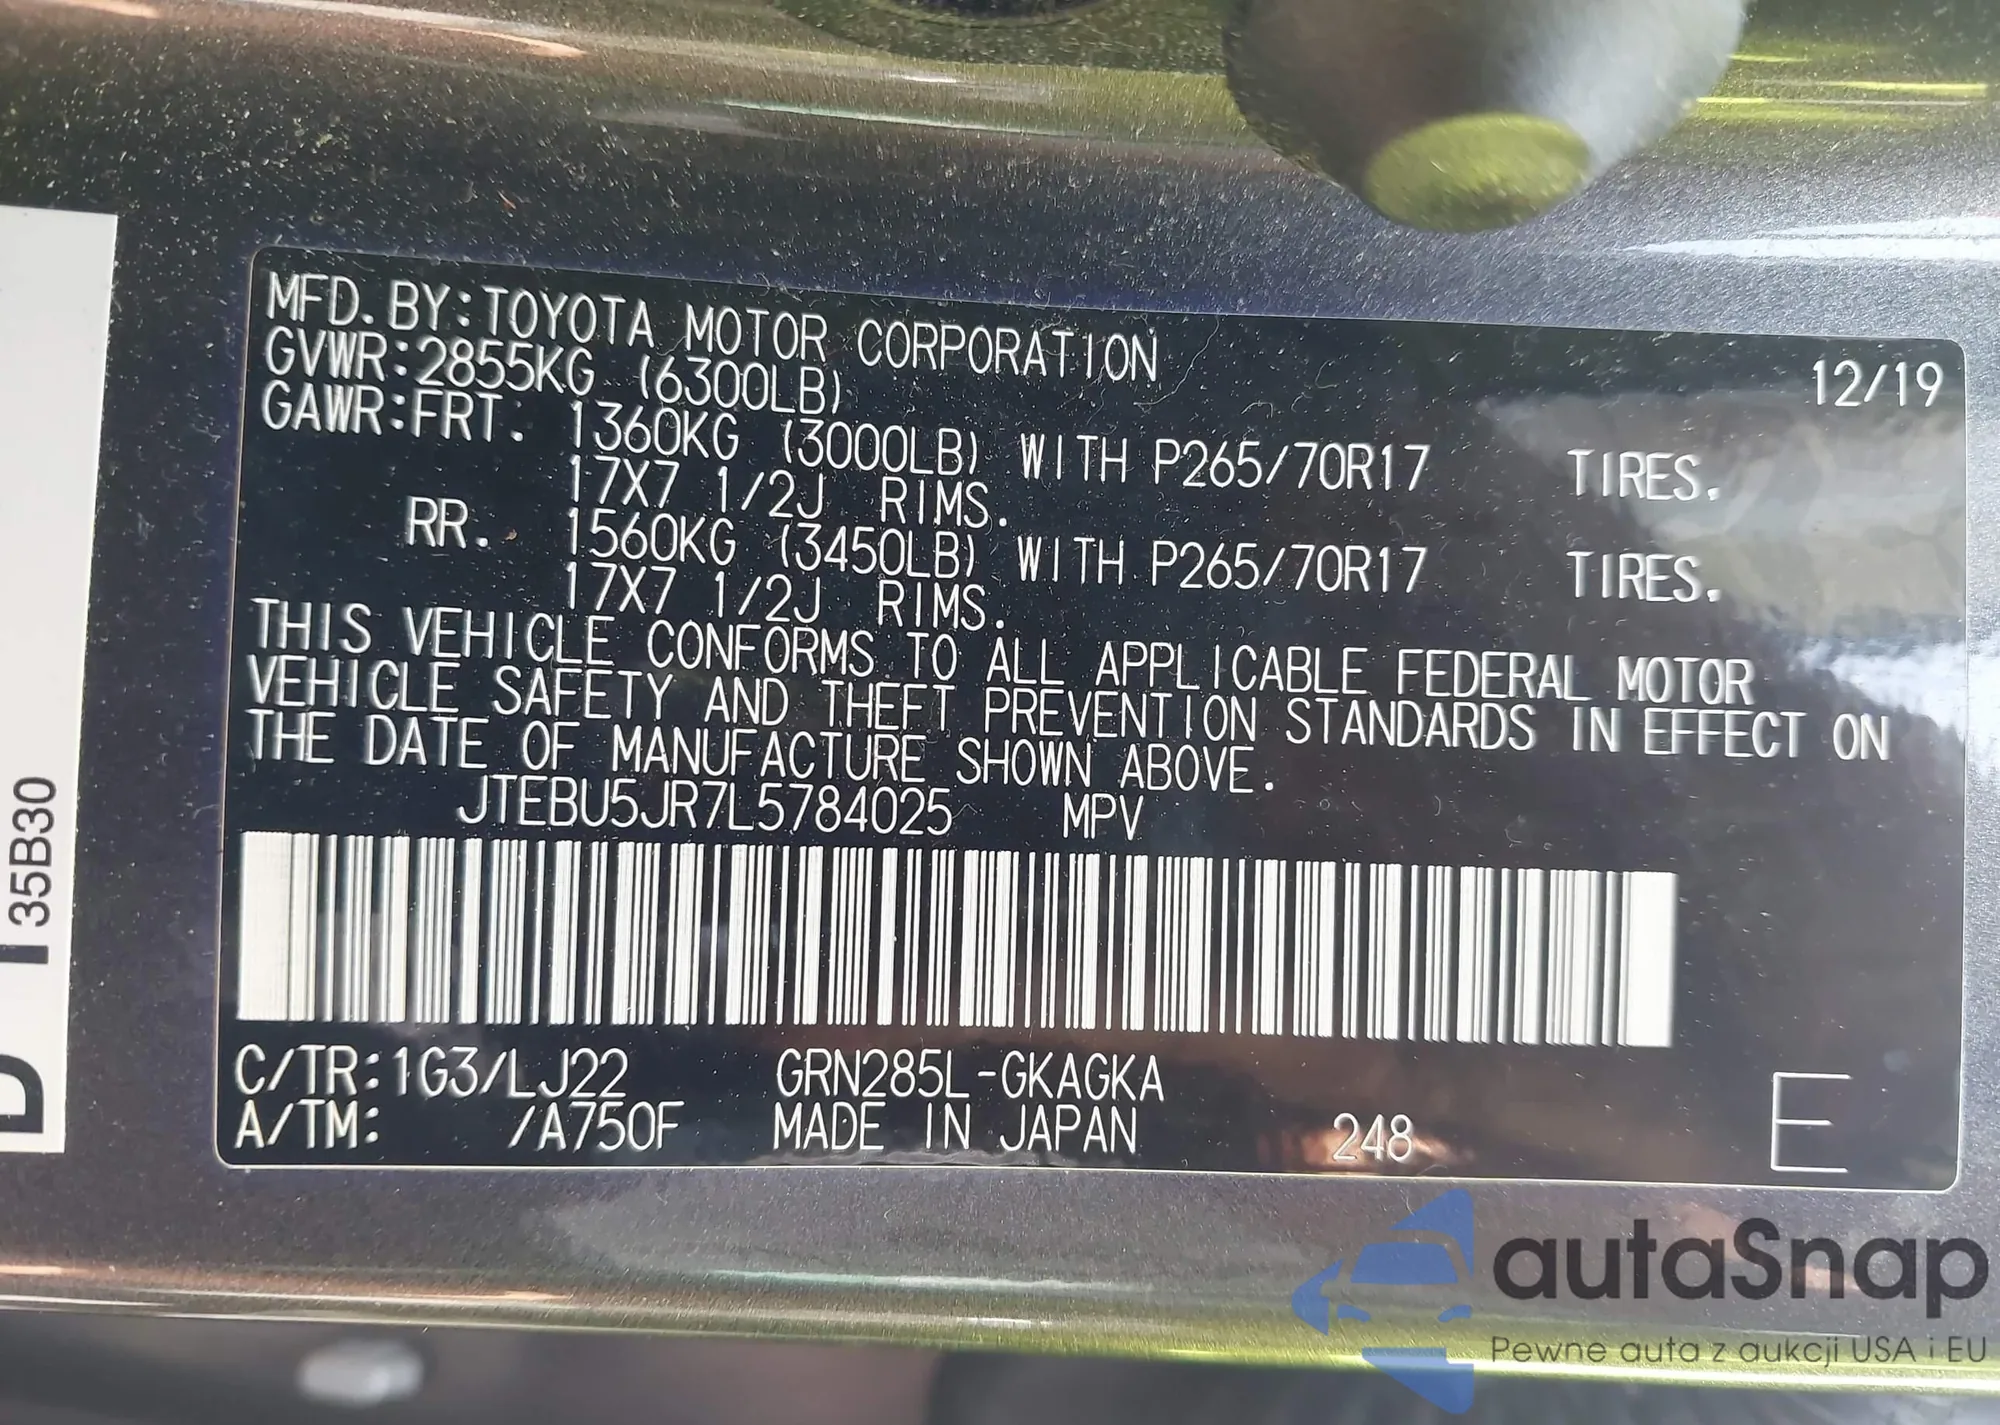 MFD. BY:TOYOTA MOTOR CORPORATION 12/19
GVWR:2855KG (6300LB)
GAWR:FRT. 1360KG (3000LB) WITH P265/70R17 TIRES.
17X7 1/2J RIMS.
RR. 1560KG (3450LB) WITH P265/70R17 TIRES.
17X7 1/2J RIMS.
THIS VEHICLE CONFORMS TO ALL APPLICABLE FEDERAL MOTOR
VEHICLE SAFETY AND THEFT PREVENTION STANDARDS IN EFFECT ON
THE DATE OF MANUFACTURE SHOWN ABOVE.
JTEBU5JR7L5784025 MPV
C/TR:1G3/LJ22 GRN285L-GKAGKA
A/TM: /A750F MADE IN JAPAN 248 E
35B30
autaSnap
Pewne auta z aukcji USA i EU